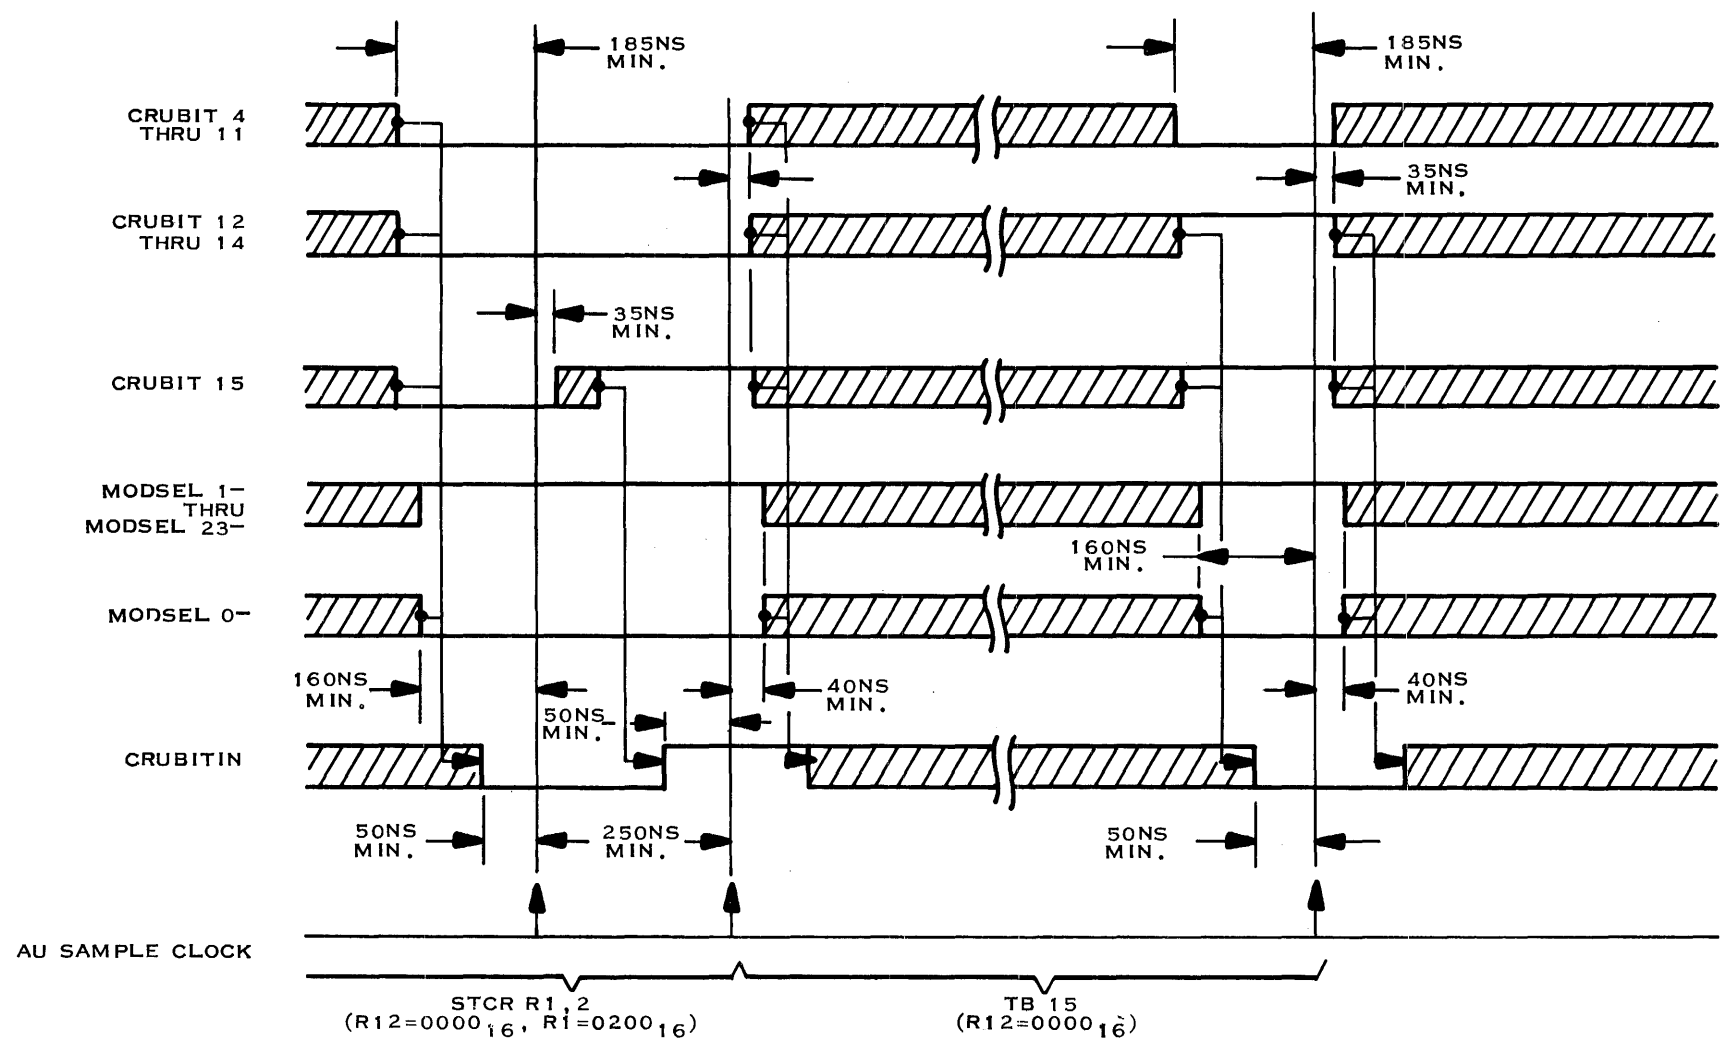 185NS
MIN.
185NS
MIN.
CRUBIT 4
THRU 11
35NS
MIN.
CRUBIT 12
THRU 14
35NS
MIN.
CRUBIT 15
MODSEL 1-
THRU
MODSEL 23-
160NS
MIN.
MODSEL 0-
160NS
MIN.
40NS
MIN.
40NS
MIN.
50NS
MIN.
CRUBITIN
50NS
MIN.
250NS
MIN.
50NS
MIN.
AU SAMPLE CLOCK
STCR R1,2
(R12=0000₁₆, R1=0200₁₆)
TB 15
(R12=0000₁₆)